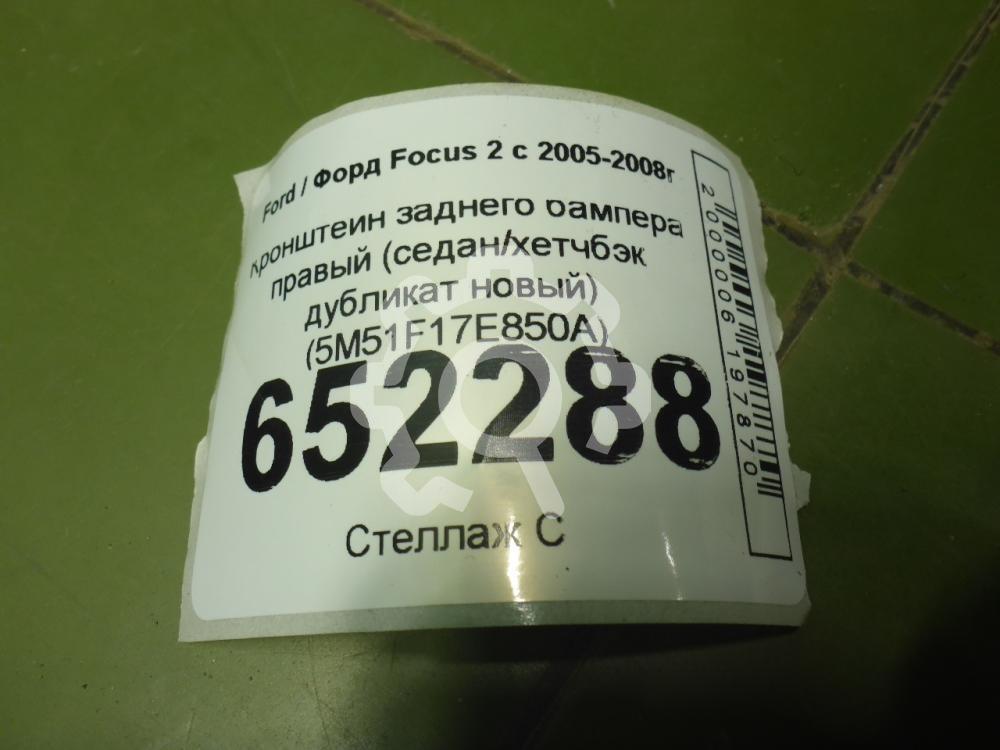 Ford / Форд Focus 2 с 2005-2008г
Кронштейн заднего бампера
правый (седан/хетчбэк
дубликат новый)
(5M51F17E850A)
652288
Стеллаж С
2000006197870